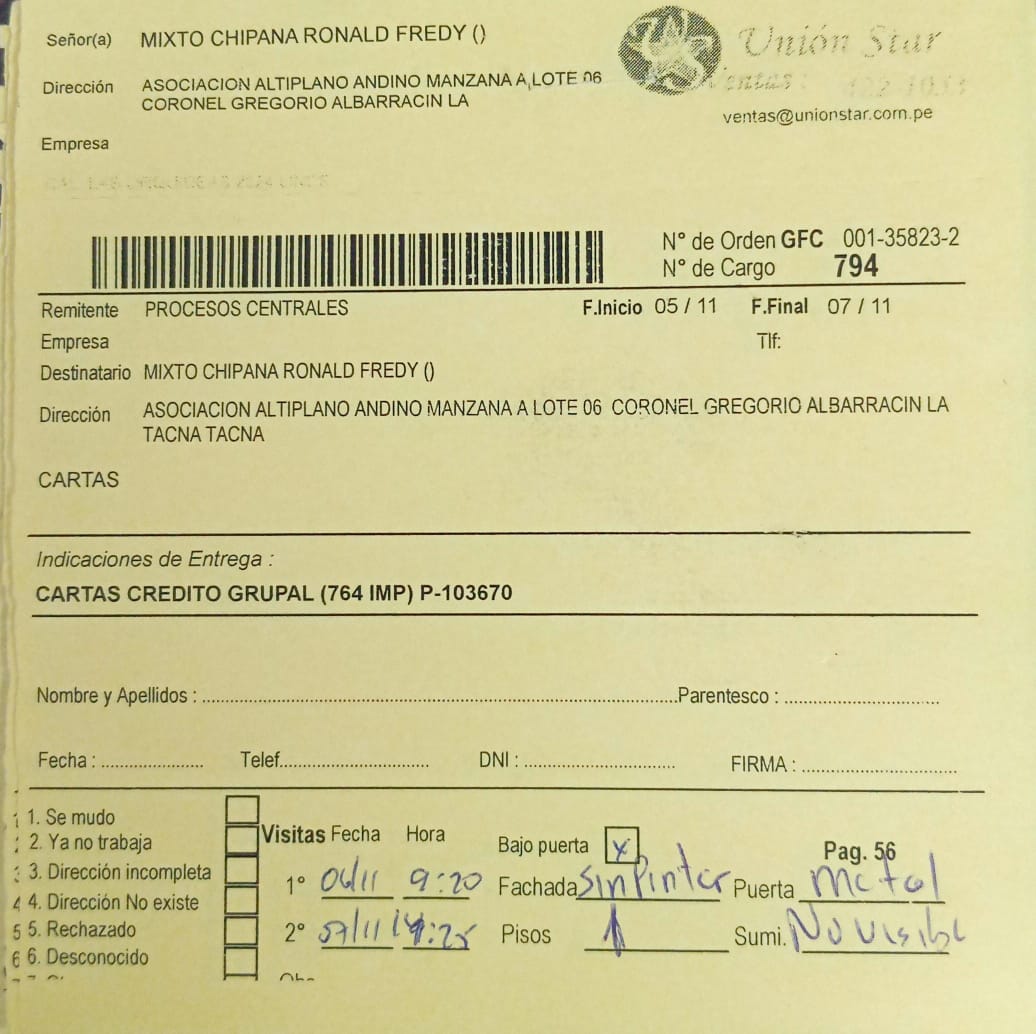 Señor(a) MIXTO CHIPANA RONALD FREDY ()
Unión Star
Dirección ASOCIACION ALTIPLANO ANDINO MANZANA A LOTE 06
CORONEL GREGORIO ALBARRACIN LA
Ventas:
ventas@unionstar.com.pe
Empresa
N° de Orden GFC 001-35823-2
N° de Cargo 794
Remitente PROCESOS CENTRALES F.Inicio 05 / 11 F.Final 07 / 11
Empresa Tlf:
Destinatario MIXTO CHIPANA RONALD FREDY ()
Dirección ASOCIACION ALTIPLANO ANDINO MANZANA A LOTE 06 CORONEL GREGORIO ALBARRACIN LA
TACNA TACNA
CARTAS
Indicaciones de Entrega :
CARTAS CREDITO GRUPAL (764 IMP) P-103670
Nombre y Apellidos : Parentesco :
Fecha : Telef. DNI : FIRMA :
1. Se mudo
2. Ya no trabaja
3. Dirección incompleta
4. Dirección No existe
5. Rechazado
6. Desconocido
Visitas Fecha Hora Bajo puerta X Pag. 56
1° 06/11 9:20 Fachada Sin Pintar Puerta metal
2° 07/11 14:25 Pisos 1 Sumi. No visible